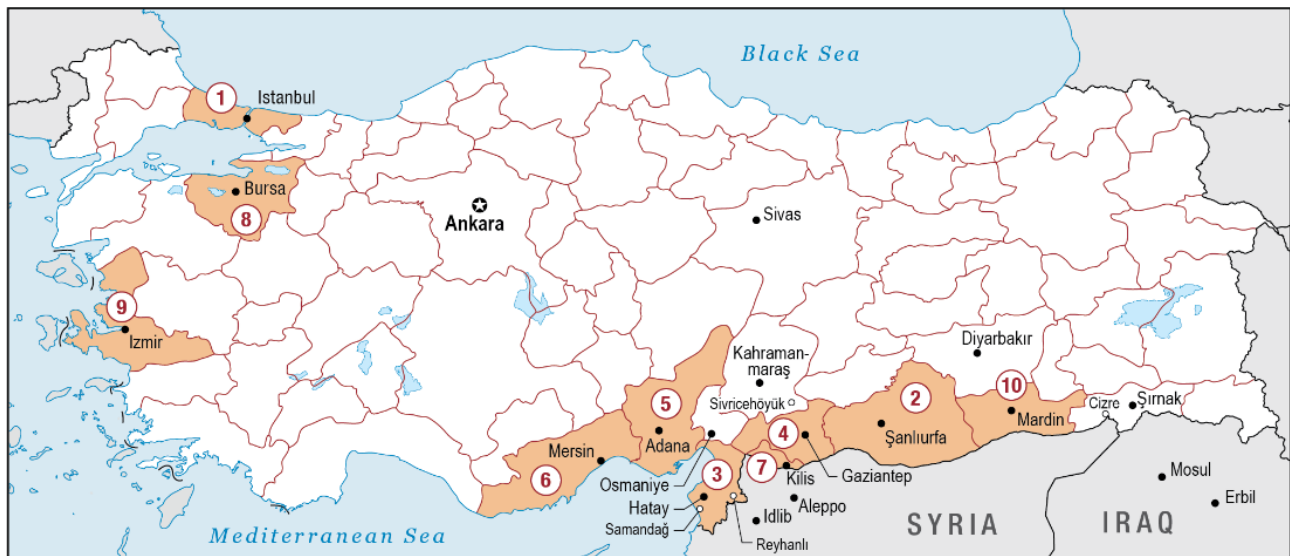 Black Sea
1
Istanbul
Bursa
8
Ankara
Sivas
9
Izmir
Diyarbakır
Kahraman-
maraş
Sivricehöyük
10
2
5
Cizre
Şırnak
Mardin
Şanlıurfa
Adana
4
Mersin
7
3
6
Osmaniye
Kilis
Gaziantep
Mosul
Hatay
Aleppo
Erbil
Samandağ
Idlib
SYRIA
IRAQ
Reyhanlı
Mediterranean Sea